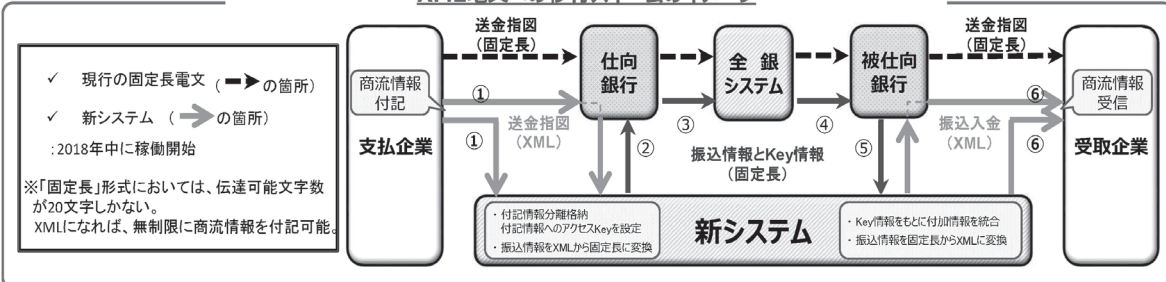 ✓ 現行の固定長電文 ( の箇所)
✓ 新システム ( の箇所)
:2018年中に稼働開始
※「固定長」形式においては、伝達可能文字数
が20文字しかない。
XMLになれば、無制限に商流情報を付記可能。
商流情報
付記
支払企業
送金指図
(固定長)
①
①
送金指図
(XML)
仕向
銀行
②
③
全 銀
システム
④
振込情報とKey情報
(固定長)
被仕向
銀行
⑤
送金指図
(固定長)
⑥
振込入金
(XML)
⑥
商流情報
受信
受取企業
・付記情報分離格納
付記情報へのアクセスKeyを設定
・振込情報をXMLから固定長に変換
新システム
・Key情報をもとに付加情報を統合
・振込情報を固定長からXMLに変換